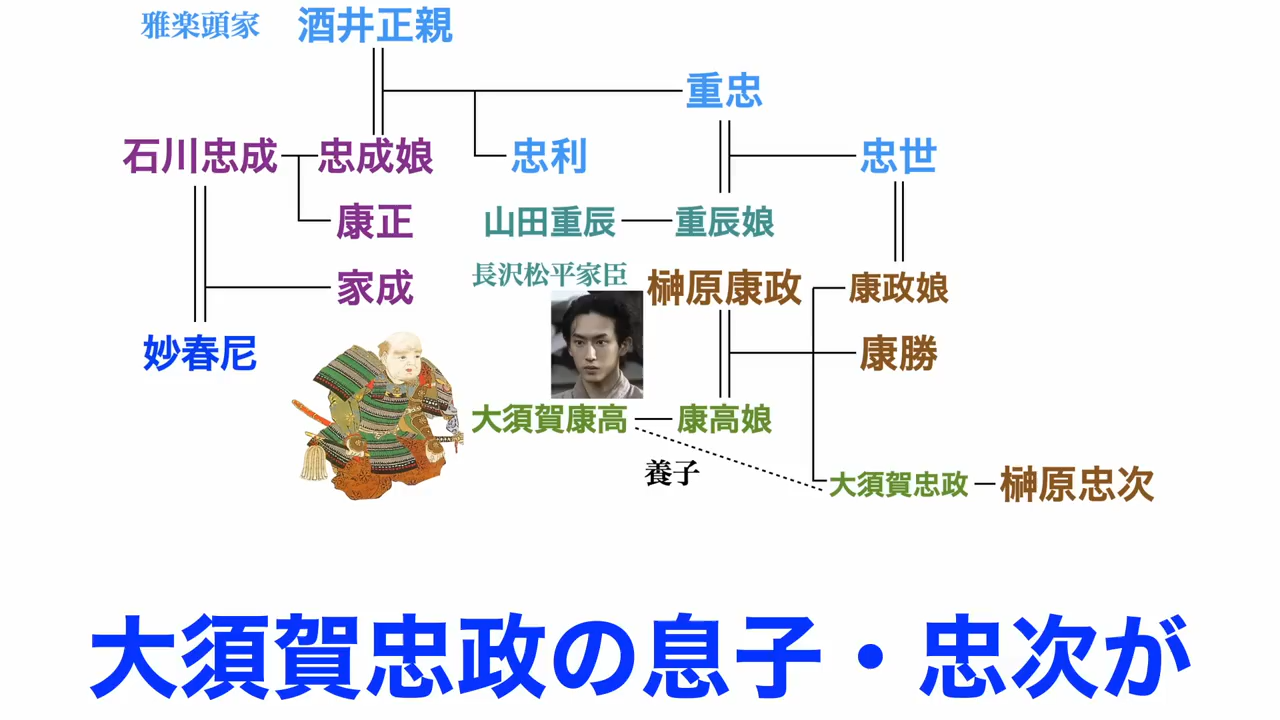 雅楽頭家 酒井正親
重忠
石川忠成 忠成娘 忠利 忠世
康正 山田重辰 重辰娘
長沢松平家臣
家成 榊原康政 康政娘
妙春尼 康勝
大須賀康高 康高娘
養子
大須賀忠政 榊原忠次
大須賀忠政の息子・忠次が